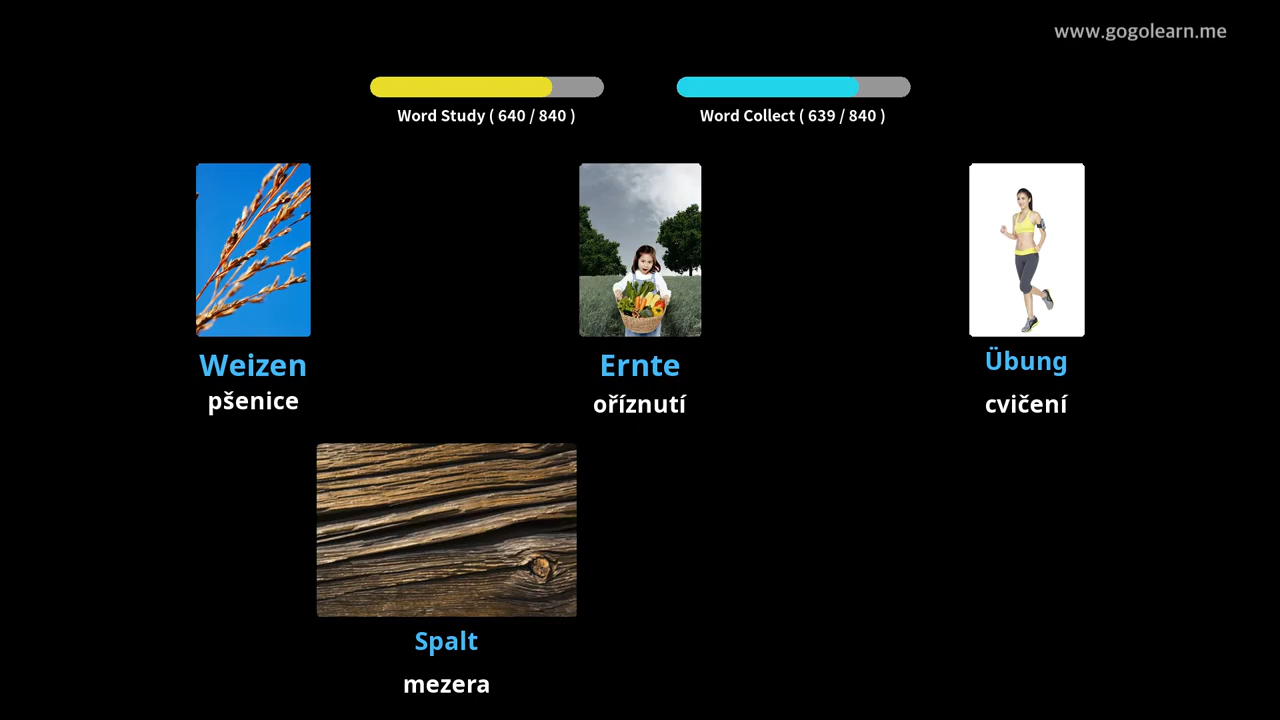 www.gogolearn.me
Word Study ( 640 / 840 )
Word Collect ( 639 / 840 )
Weizen
pšenice
Ernte
oříznutí
Übung
cvičení
Spalt
mezera